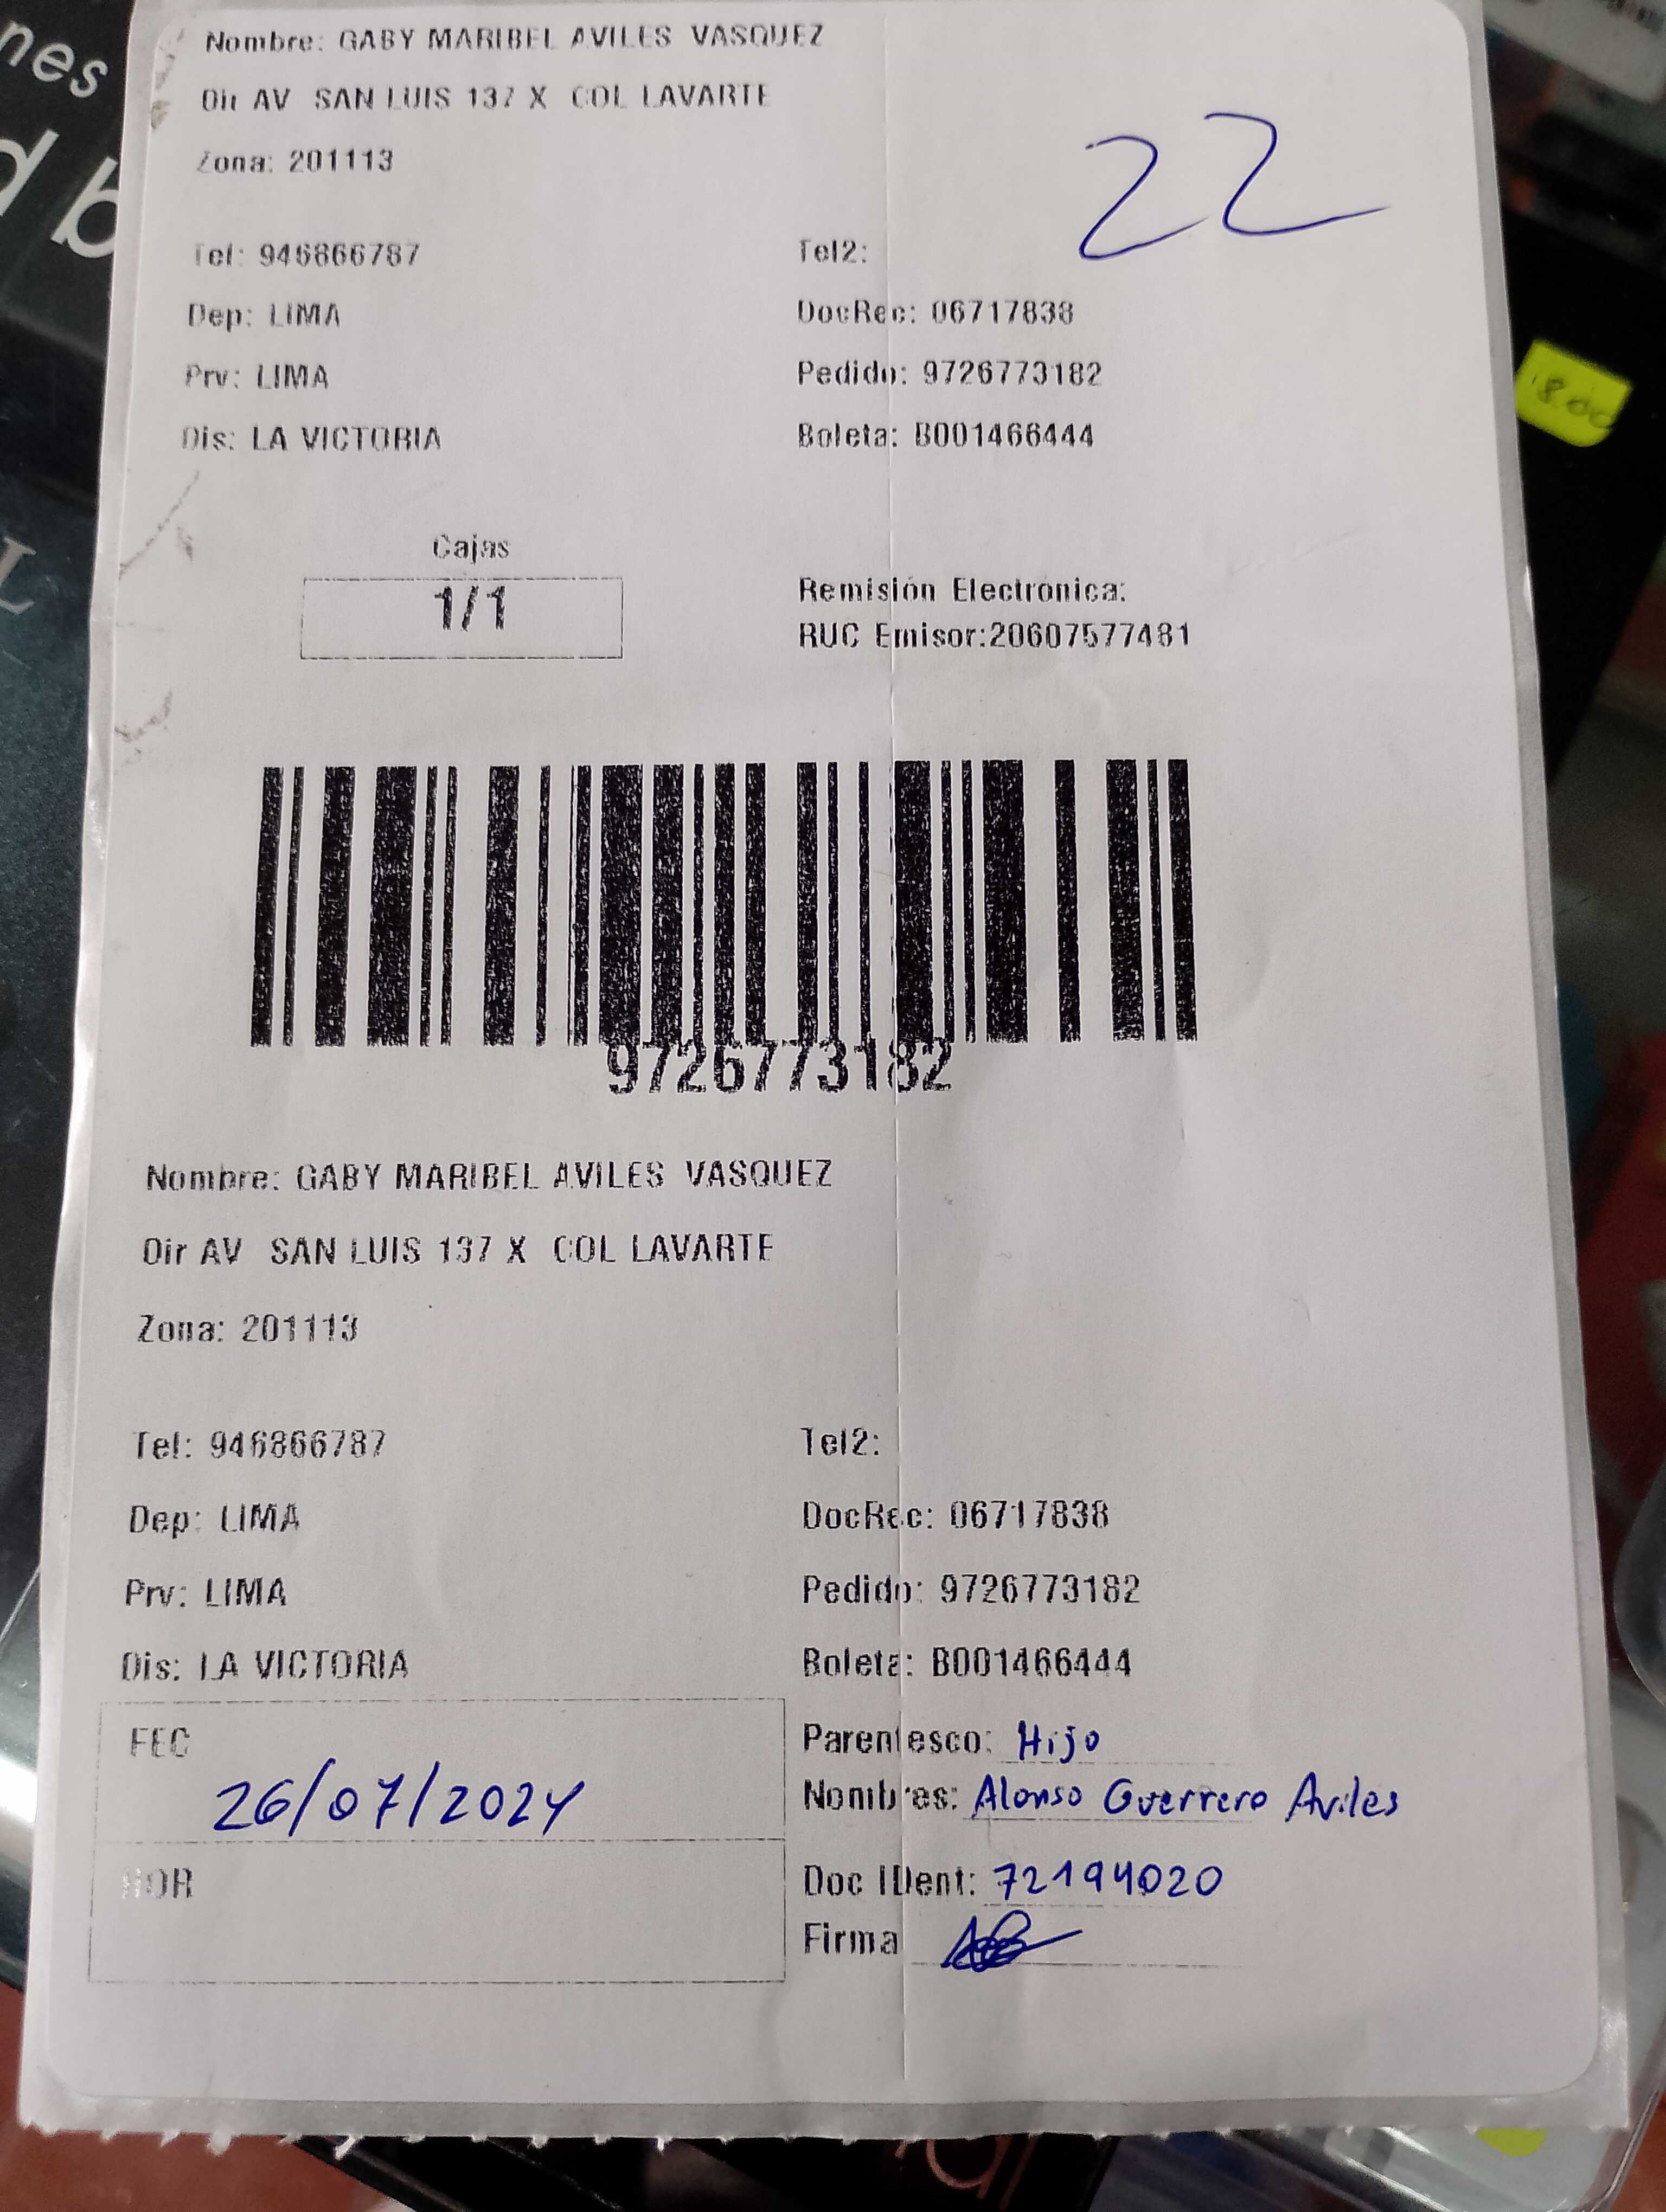 Nombre: GABY MARIBEL AVILES VASQUEZ
Dir AV SAN LUIS 137 X COL LAVARTE
Zona: 201113
22
Tel: 946866787 Tel2:
Dep: LIMA DocRec: 06717838
Prv: LIMA Pedido: 9726773182
Dis: LA VICTORIA Boleta: B001466444
Cajas
1/1
Remisión Electrónica:
RUC Emisor:20607577481
9726773182
Nombre: GABY MARIBEL AVILES VASQUEZ
Dir AV SAN LUIS 137 X COL LAVARTE
Zona: 201113
Tel: 946866787 Tel2:
Dep: LIMA DocRec: 06717838
Prv: LIMA Pedido: 9726773182
Dis: LA VICTORIA Boleta: B001466444
FEC
26/07/2024
HOR
Parentesco: Hijo
Nombres: Alonso Guerrero Aviles
Doc IDent: 72194020
Firma